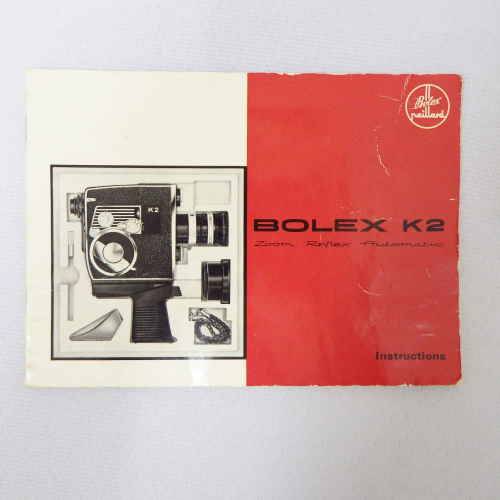 Bolex
Paillard
K2
BOLEX K2
Zoom Reflex Automatic
Instructions